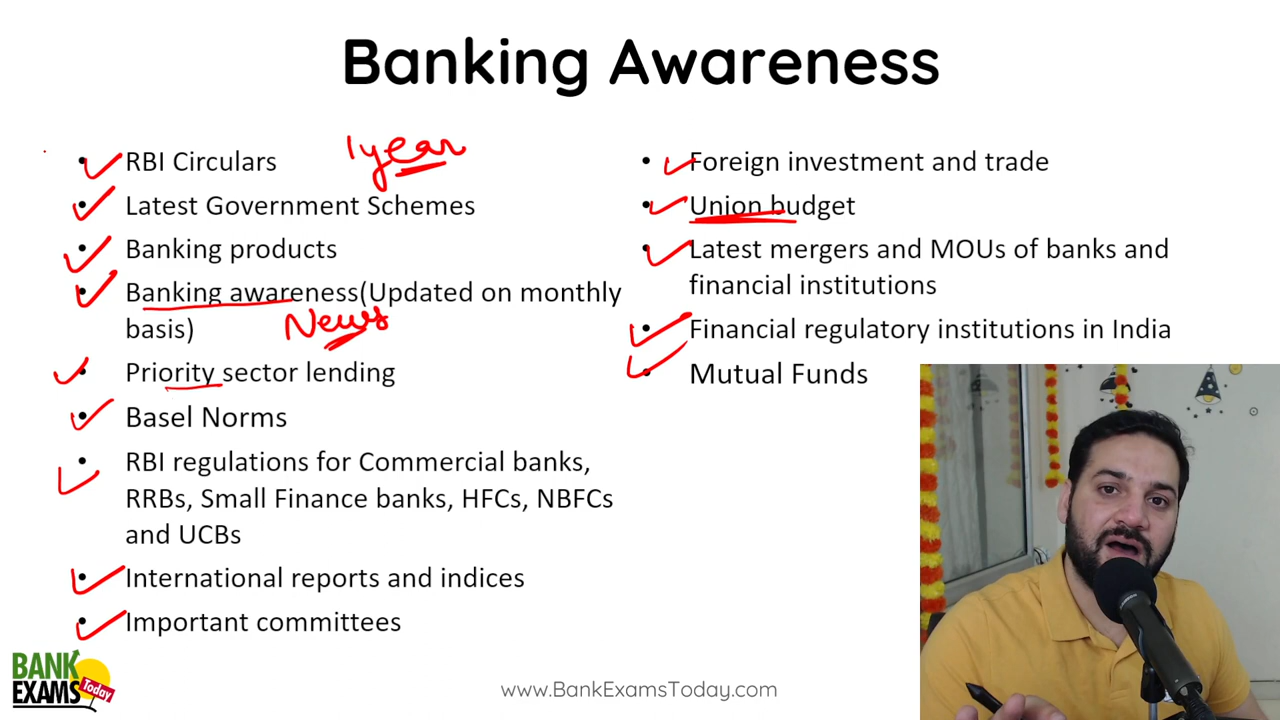 Banking Awareness
• RBI Circulars
1 year
• Latest Government Schemes
• Banking products
• Banking awareness(Updated on monthly
basis)
News
• Priority sector lending
• Basel Norms
• RBI regulations for Commercial banks,
RRBs, Small Finance banks, HFCs, NBFCs
and UCBs
• International reports and indices
• Important committees
• Foreign investment and trade
• Union budget
• Latest mergers and MOUs of banks and
financial institutions
• Financial regulatory institutions in India
• Mutual Funds
BANK
EXAMS
Today
www.BankExamsToday.com